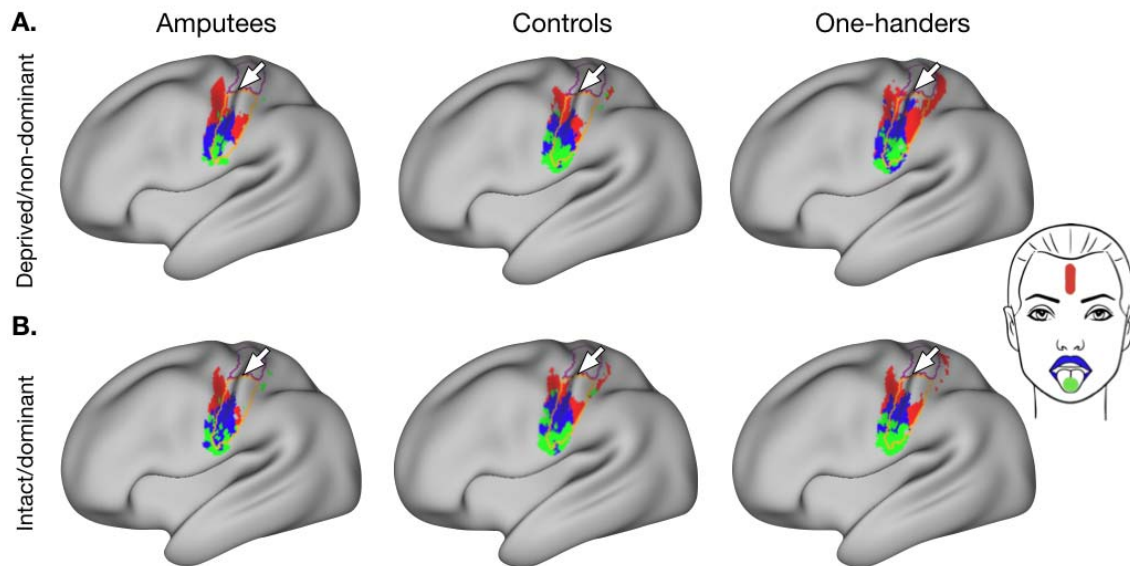 A.
Amputees
Controls
One-handers
Deprived/non-dominant
B.
Intact/dominant